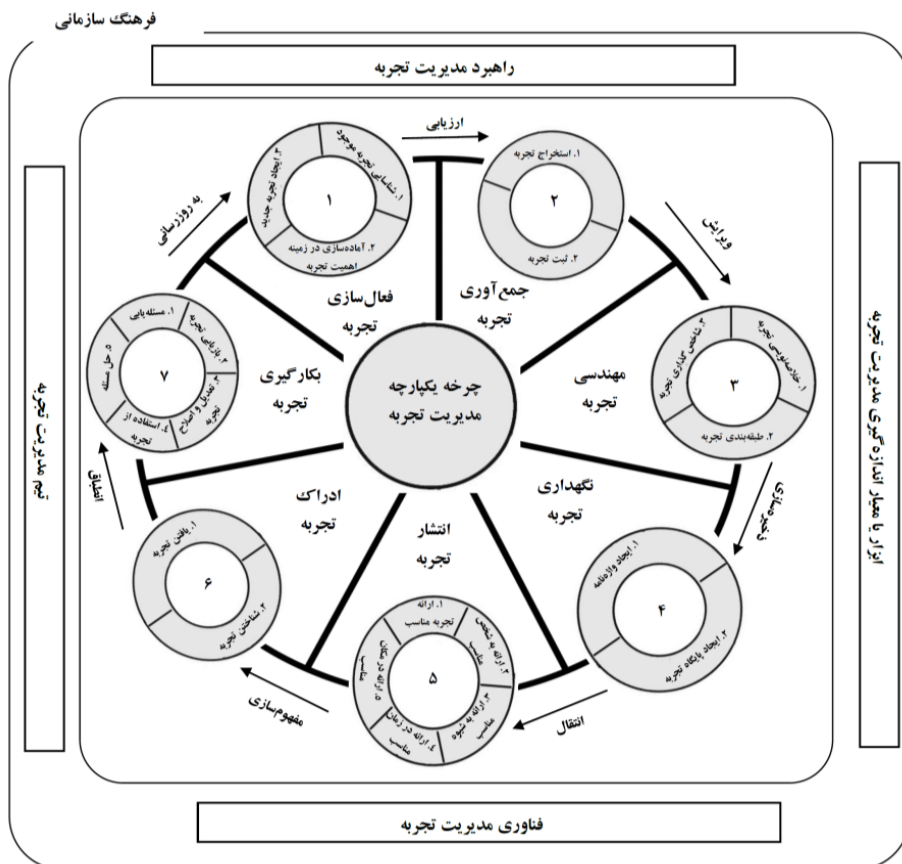 فرهنگ سازمانی
راهبرد مدیریت تجربه
ابزار یا معیار اندازه‌گیری مدیریت تجربه
فناوری مدیریت تجربه
تیم مدیریت تجربه
چرخه یکپارچه
مدیریت تجربه
فعال‌سازی
تجربه
۱
۱. شناسایی تجربه موجود
۲. آماده‌سازی در زمینه
اهمیت تجربه
۳. ایجاد تجربه جدید
ارزیابی
جمع‌آوری
تجربه
۲
۱. استخراج تجربه
۲. ثبت تجربه
ویرایش
مهندسی
تجربه
۳
۱. خلاصه‌نویسی تجربه
۲. طبقه‌بندی تجربه
۳. شاخص گذاری تجربه
ذخیره‌سازی
نگهداری
تجربه
۴
۱. ایجاد واژه‌نامه
۲. ایجاد پایگاه تجربه
انتقال
انتشار
تجربه
۵
۱. ارائه
تجربه مناسب
۲. ارائه به شخص
مناسب
۳. ارائه به شیوه
مناسب
۴. ارائه در زمان
مناسب
۵. ارائه در مکان
مناسب
مفهوم‌سازی
ادراک
تجربه
۶
۱. یافتن تجربه
۲. شناختن تجربه
انطباق
بکارگیری
تجربه
۷
۱. مسئله‌یابی
۲. بازیابی تجربه
۳. تعدیل و اصلاح
تجربه
۴. استفاده از
تجربه
۵. حل مسئله
به روزرسانی